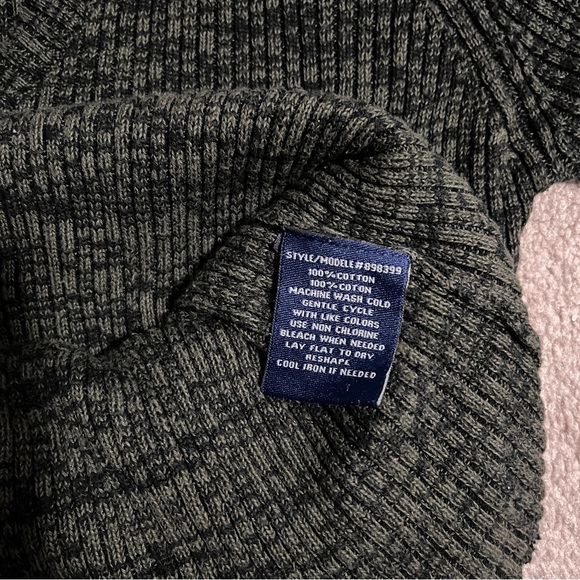 STYLE/MODELE#898399
100%COTTON
100%COTON
MACHINE WASH COLD
GENTLE CYCLE
WITH LIKE COLORS
USE NON CHLORINE
BLEACH WHEN NEEDED
LAY FLAT TO DRY
RESHAPE
COOL IRON IF NEEDED